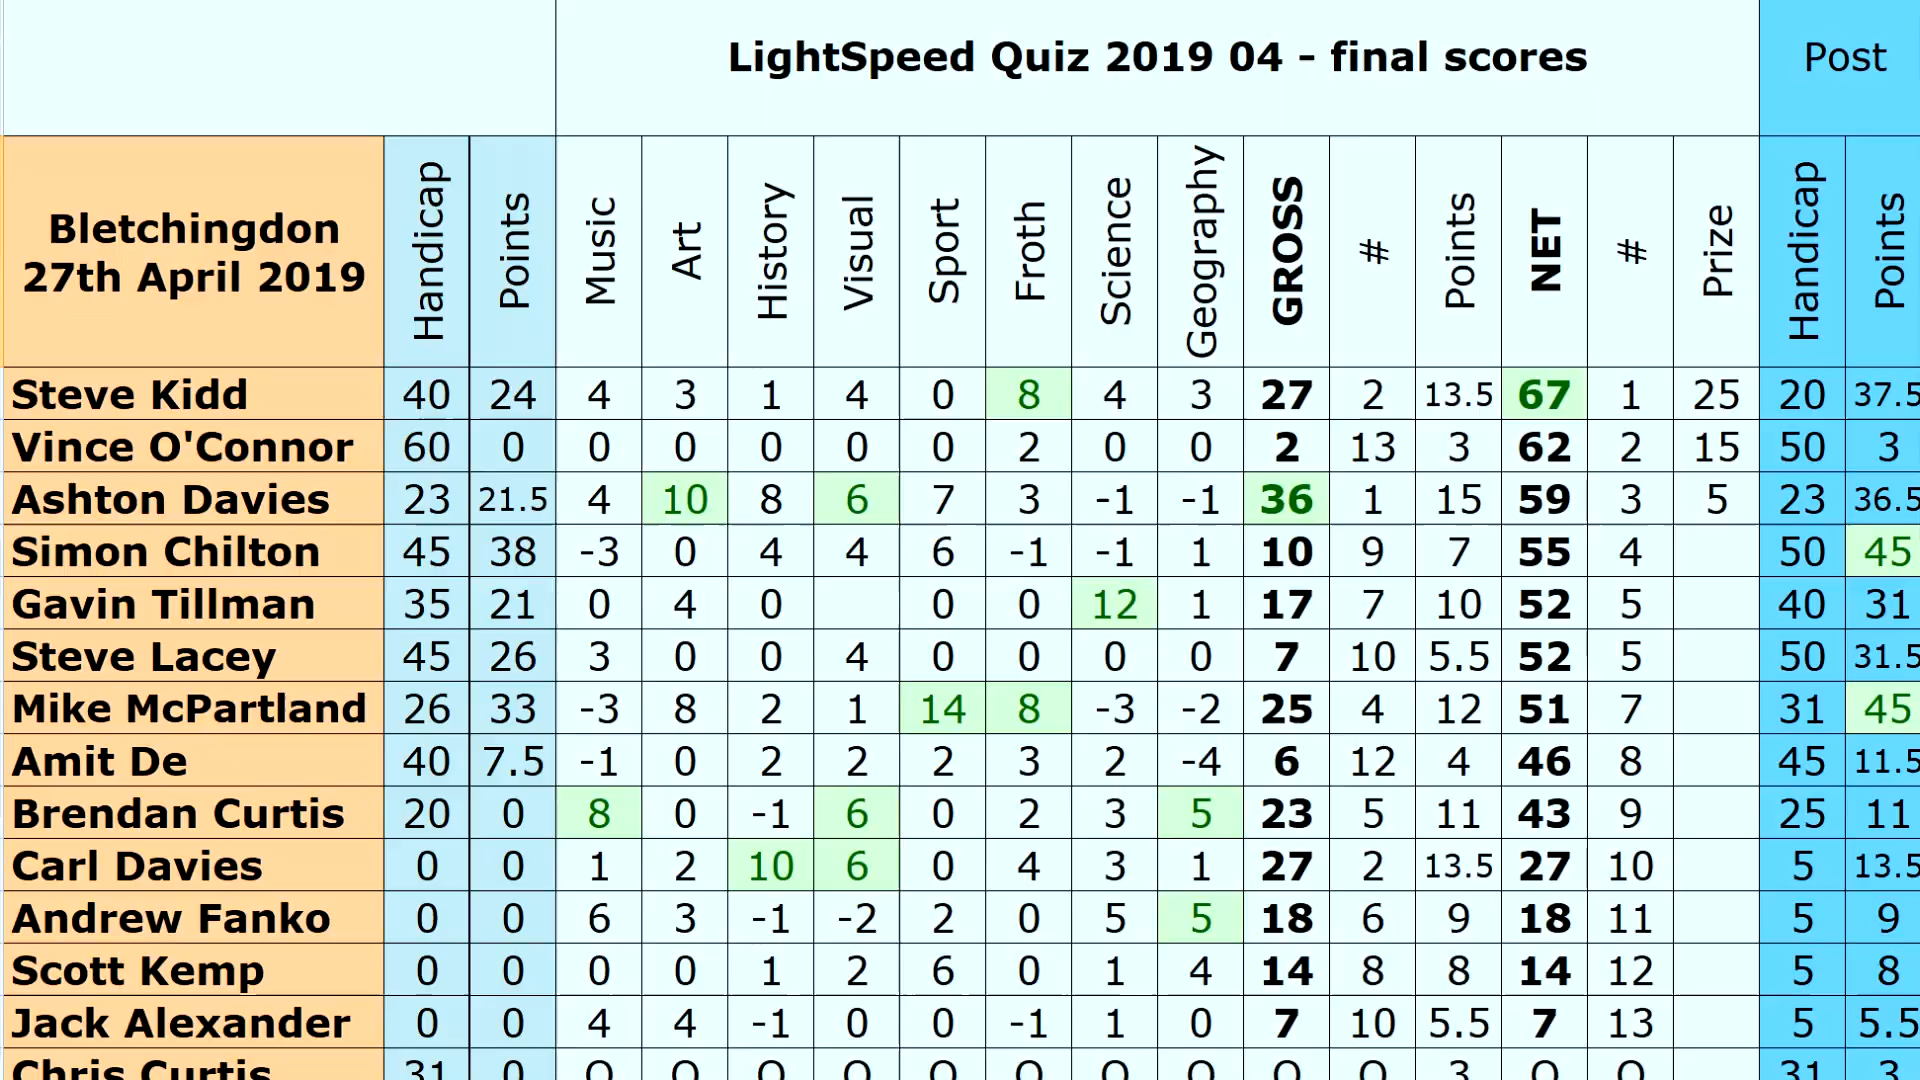 LightSpeed Quiz 2019 04 - final scores Post
Bletchingdon
27th April 2019
Handicap Points Music Art History Visual Sport Froth Science Geography GROSS # Points NET # Prize Handicap Points
Steve Kidd 40 24 4 3 1 4 0 8 4 3 27 2 13.5 67 1 25 20 37.5
Vince O'Connor 60 0 0 0 0 0 0 2 0 0 2 13 3 62 2 15 50 3
Ashton Davies 23 21.5 4 10 8 6 7 3 -1 -1 36 1 15 59 3 5 23 36.5
Simon Chilton 45 38 -3 0 4 4 6 -1 -1 1 10 9 7 55 4 50 45
Gavin Tillman 35 21 0 4 0 0 0 12 1 17 7 10 52 5 40 31
Steve Lacey 45 26 3 0 0 4 0 0 0 0 7 10 5.5 52 5 50 31.5
Mike McPartland 26 33 -3 8 2 1 14 8 -3 -2 25 4 12 51 7 31 45
Amit De 40 7.5 -1 0 2 2 2 3 2 -4 6 12 4 46 8 45 11.5
Brendan Curtis 20 0 8 0 -1 6 0 2 3 5 23 5 11 43 9 25 11
Carl Davies 0 0 1 2 10 6 0 4 3 1 27 2 13.5 27 10 5 13.5
Andrew Fanko 0 0 6 3 -1 -2 2 0 5 5 18 6 9 18 11 5 9
Scott Kemp 0 0 0 0 1 2 6 0 1 4 14 8 8 14 12 5 8
Jack Alexander 0 0 4 4 -1 0 0 -1 1 0 7 10 5.5 7 13 5 5.5
Chris Curtis 31 0 Q Q Q Q Q Q Q Q Q Q 3 Q Q 31 3